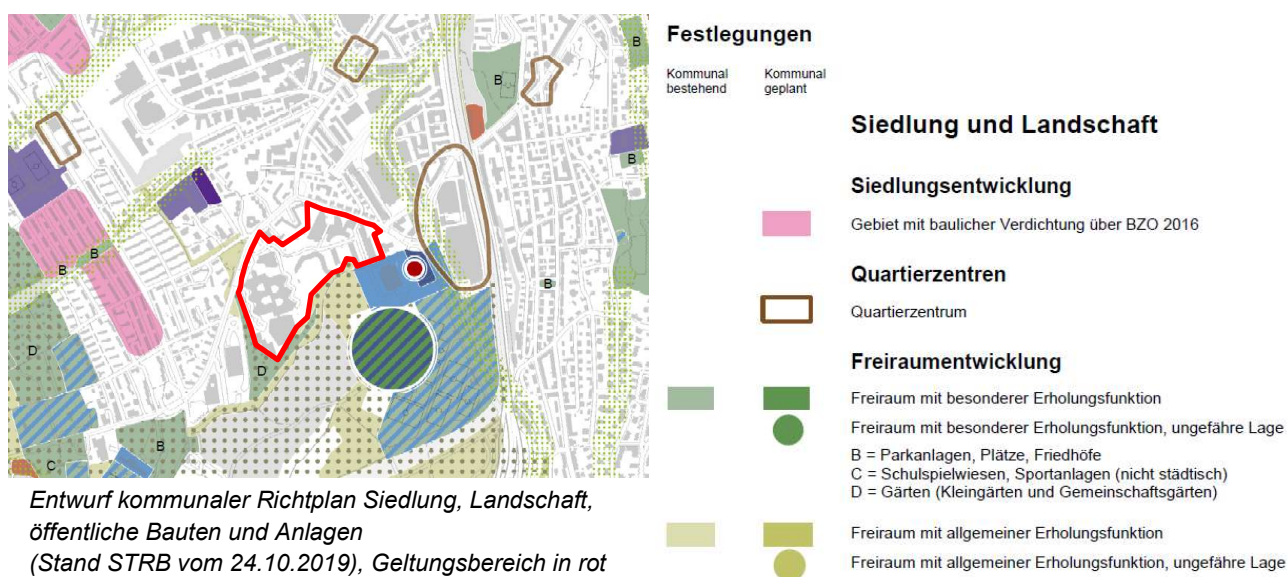 B
B
B
B
B
B
B
B
D
D
B
C
Entwurf kommunaler Richtplan Siedlung, Landschaft,
öffentliche Bauten und Anlagen
(Stand STRB vom 24.10.2019), Geltungsbereich in rot
Festlegungen
Kommunal
bestehend
Kommunal
geplant
Siedlung und Landschaft
Siedlungsentwicklung
Gebiet mit baulicher Verdichtung über BZO 2016
Quartierzentren
Quartierzentrum
Freiraumentwicklung
Freiraum mit besonderer Erholungsfunktion
Freiraum mit besonderer Erholungsfunktion, ungefähre Lage
B = Parkanlagen, Plätze, Friedhöfe
C = Schulspielwiesen, Sportanlagen (nicht städtisch)
D = Gärten (Kleingärten und Gemeinschaftsgärten)
Freiraum mit allgemeiner Erholungsfunktion
Freiraum mit allgemeiner Erholungsfunktion, ungefähre Lage